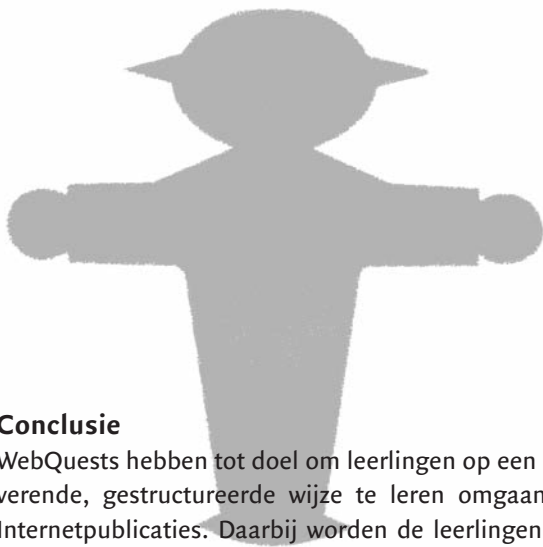 Conclusie
WebQuests hebben tot doel om leerlingen op een
verende, gestructureerde wijze te leren omgaan
Internetpublicaties. Daarbij worden de leerlingen